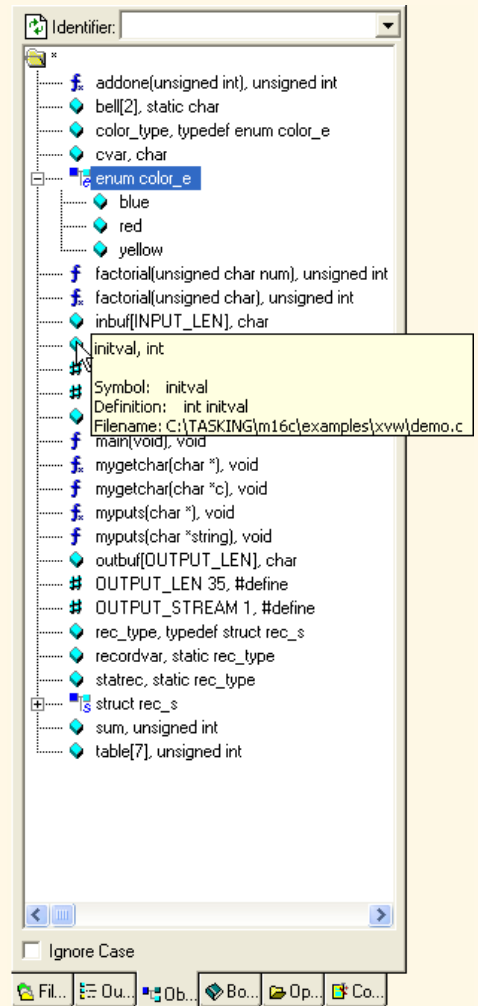 Identifier:
*
addone(unsigned int), unsigned int
bell[2], static char
color_type, typedef enum color_e
cvar, char
enum color_e
blue
red
yellow
factorial(unsigned char num), unsigned int
factorial(unsigned char), unsigned int
inbuf[INPUT_LEN], char
initval, int
Symbol: initval
Definition: int initval
Filename: C:\TASKING\m16c\examples\xvw\demo.c
main(void), void
mygetchar(char *), void
mygetchar(char *c), void
myputs(char *), void
myputs(char *string), void
outbuf[OUTPUT_LEN], char
OUTPUT_LEN 35, #define
OUTPUT_STREAM 1, #define
rec_type, typedef struct rec_s
recordvar, static rec_type
statrec, static rec_type
struct rec_s
sum, unsigned int
table[7], unsigned int
Ignore Case
Fil... Ou... Ob... Bo... Op... Co...